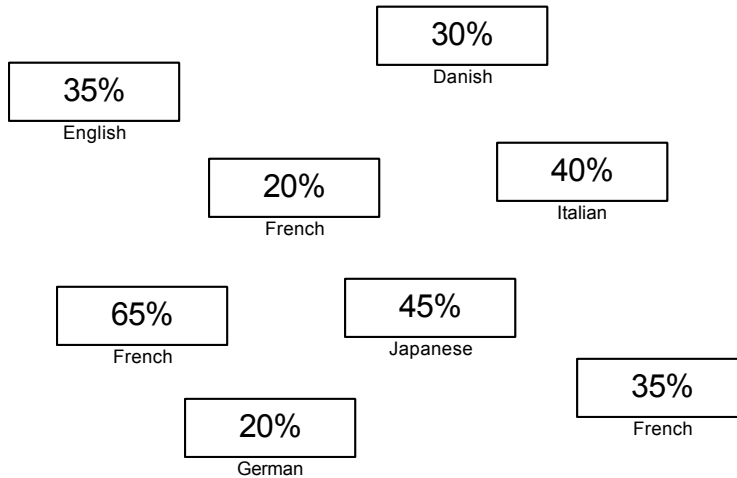 30%
Danish
35%
English
40%
Italian
20%
French
45%
Japanese
65%
French
35%
French
20%
German